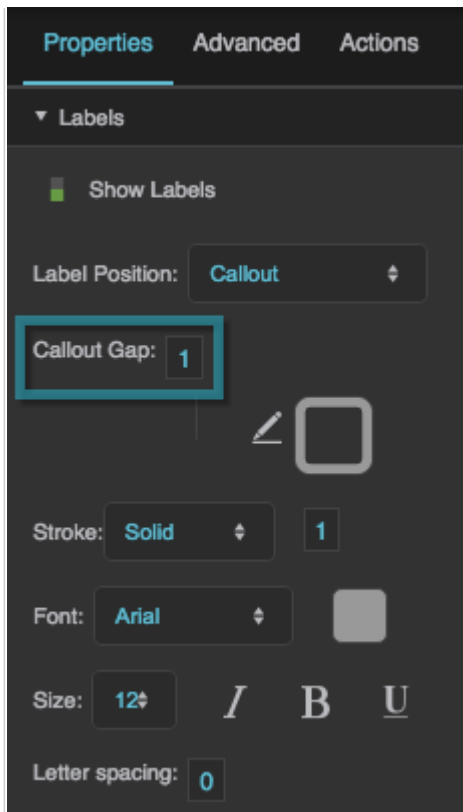 Properties Advanced Actions
Labels
Show Labels
Label Position: Callout
Callout Gap: 1
Stroke: Solid 1
Font: Arial
Size: 12 I B U
Letter spacing: 0